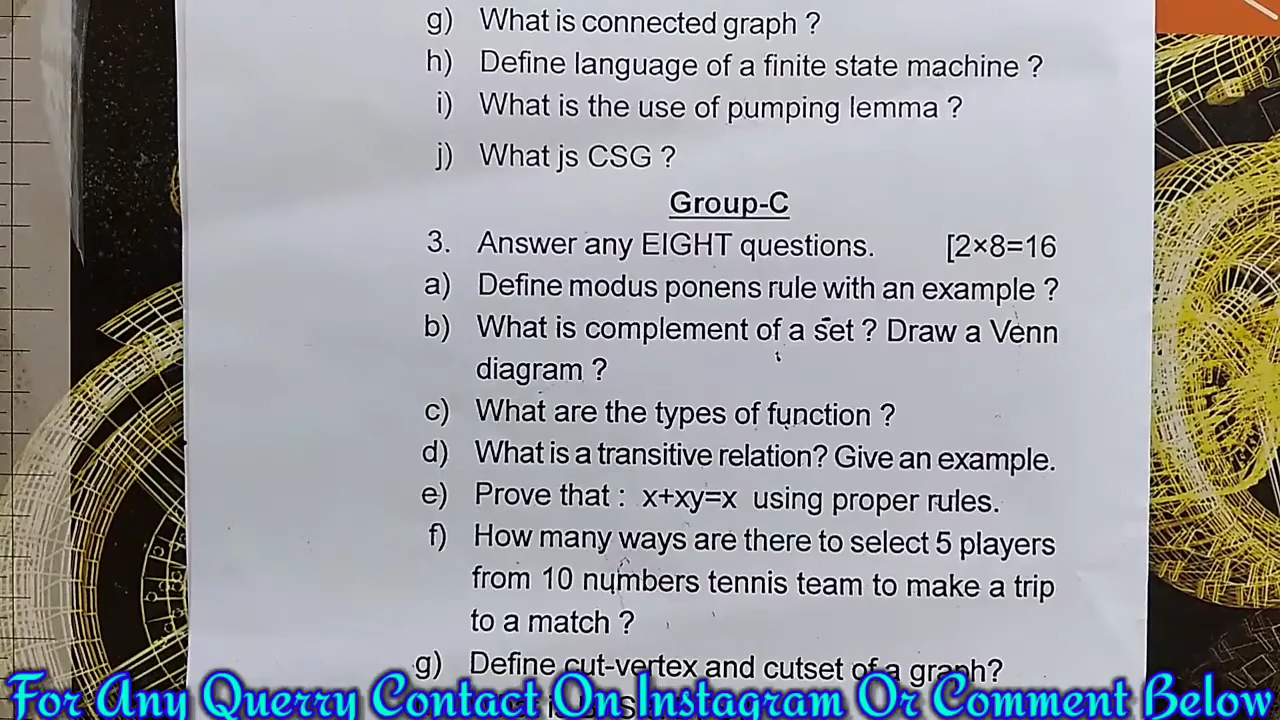 g) What is connected graph ?
h) Define language of a finite state machine ?
i) What is the use of pumping lemma ?
j) What js CSG ?
Group-C
3. Answer any EIGHT questions. [2×8=16
a) Define modus ponens rule with an example ?
b) What is complement of a set ? Draw a Venn
diagram ?
c) What are the types of function ?
d) What is a transitive relation? Give an example.
e) Prove that : x+xy=x using proper rules.
f) How many ways are there to select 5 players
from 10 numbers tennis team to make a trip
to a match ?
g) Define cut-vertex and cutset of a graph?
For Any Querry Contact On Instagram Or Comment Below